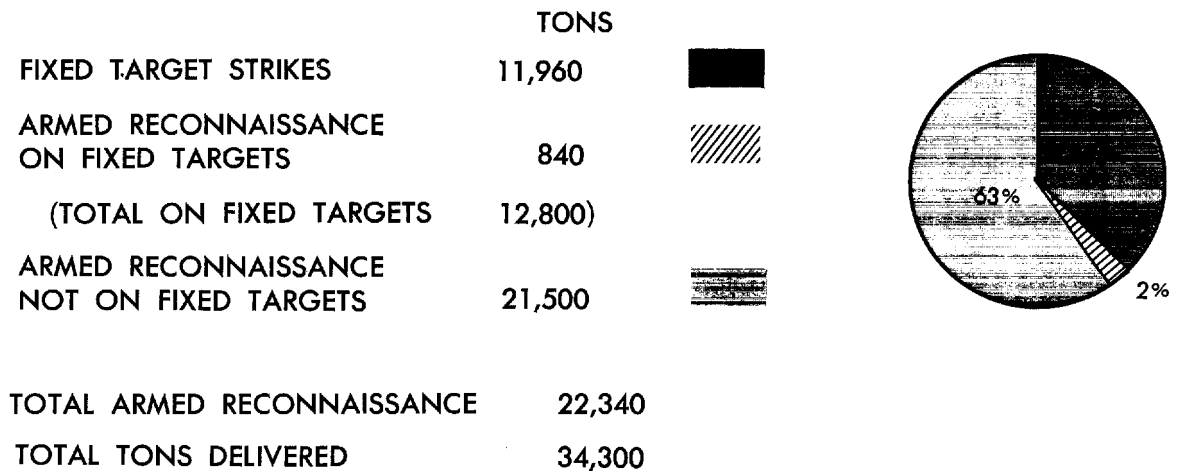 TONS
FIXED TARGET STRIKES 11,960
ARMED RECONNAISSANCE
ON FIXED TARGETS 840
(TOTAL ON FIXED TARGETS 12,800)
ARMED RECONNAISSANCE
NOT ON FIXED TARGETS 21,500
63%
2%
TOTAL ARMED RECONNAISSANCE 22,340
TOTAL TONS DELIVERED 34,300